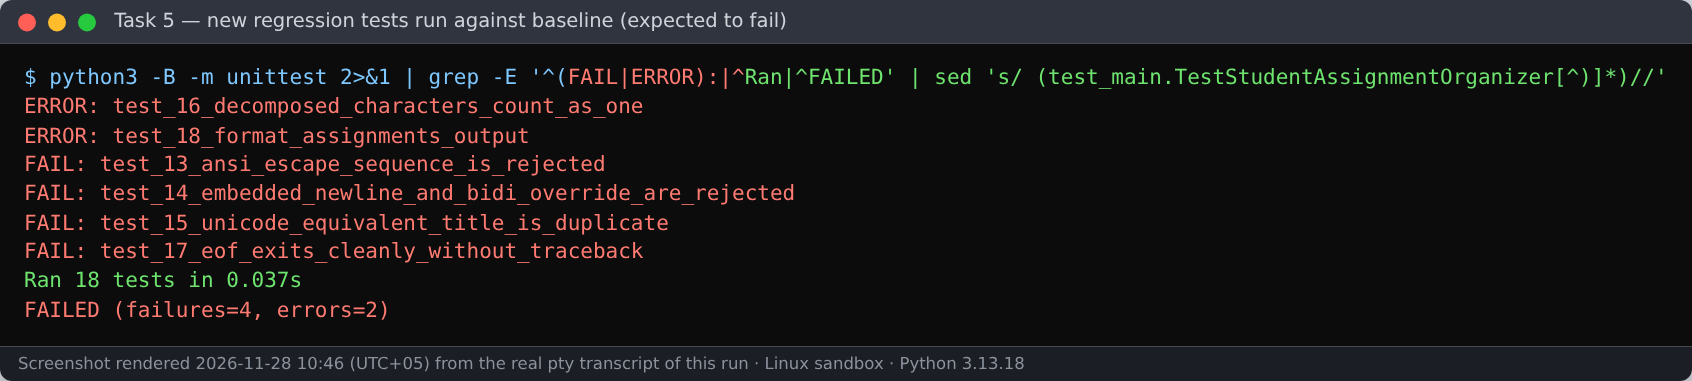 Task 5 — new regression tests run against baseline (expected to fail)
$ python3 -B -m unittest 2>&1 | grep -E '^(FAIL|ERROR):|^Ran|^FAILED' | sed 's/ (test_main.TestStudentAssignmentOrganizer[^)]*)//'
ERROR: test_16_decomposed_characters_count_as_one
ERROR: test_18_format_assignments_output
FAIL: test_13_ansi_escape_sequence_is_rejected
FAIL: test_14_embedded_newline_and_bidi_override_are_rejected
FAIL: test_15_unicode_equivalent_title_is_duplicate
FAIL: test_17_eof_exits_cleanly_without_traceback
Ran 18 tests in 0.037s
FAILED (failures=4, errors=2)
Screenshot rendered 2026-11-28 10:46 (UTC+05) from the real pty transcript of this run · Linux sandbox · Python 3.13.18